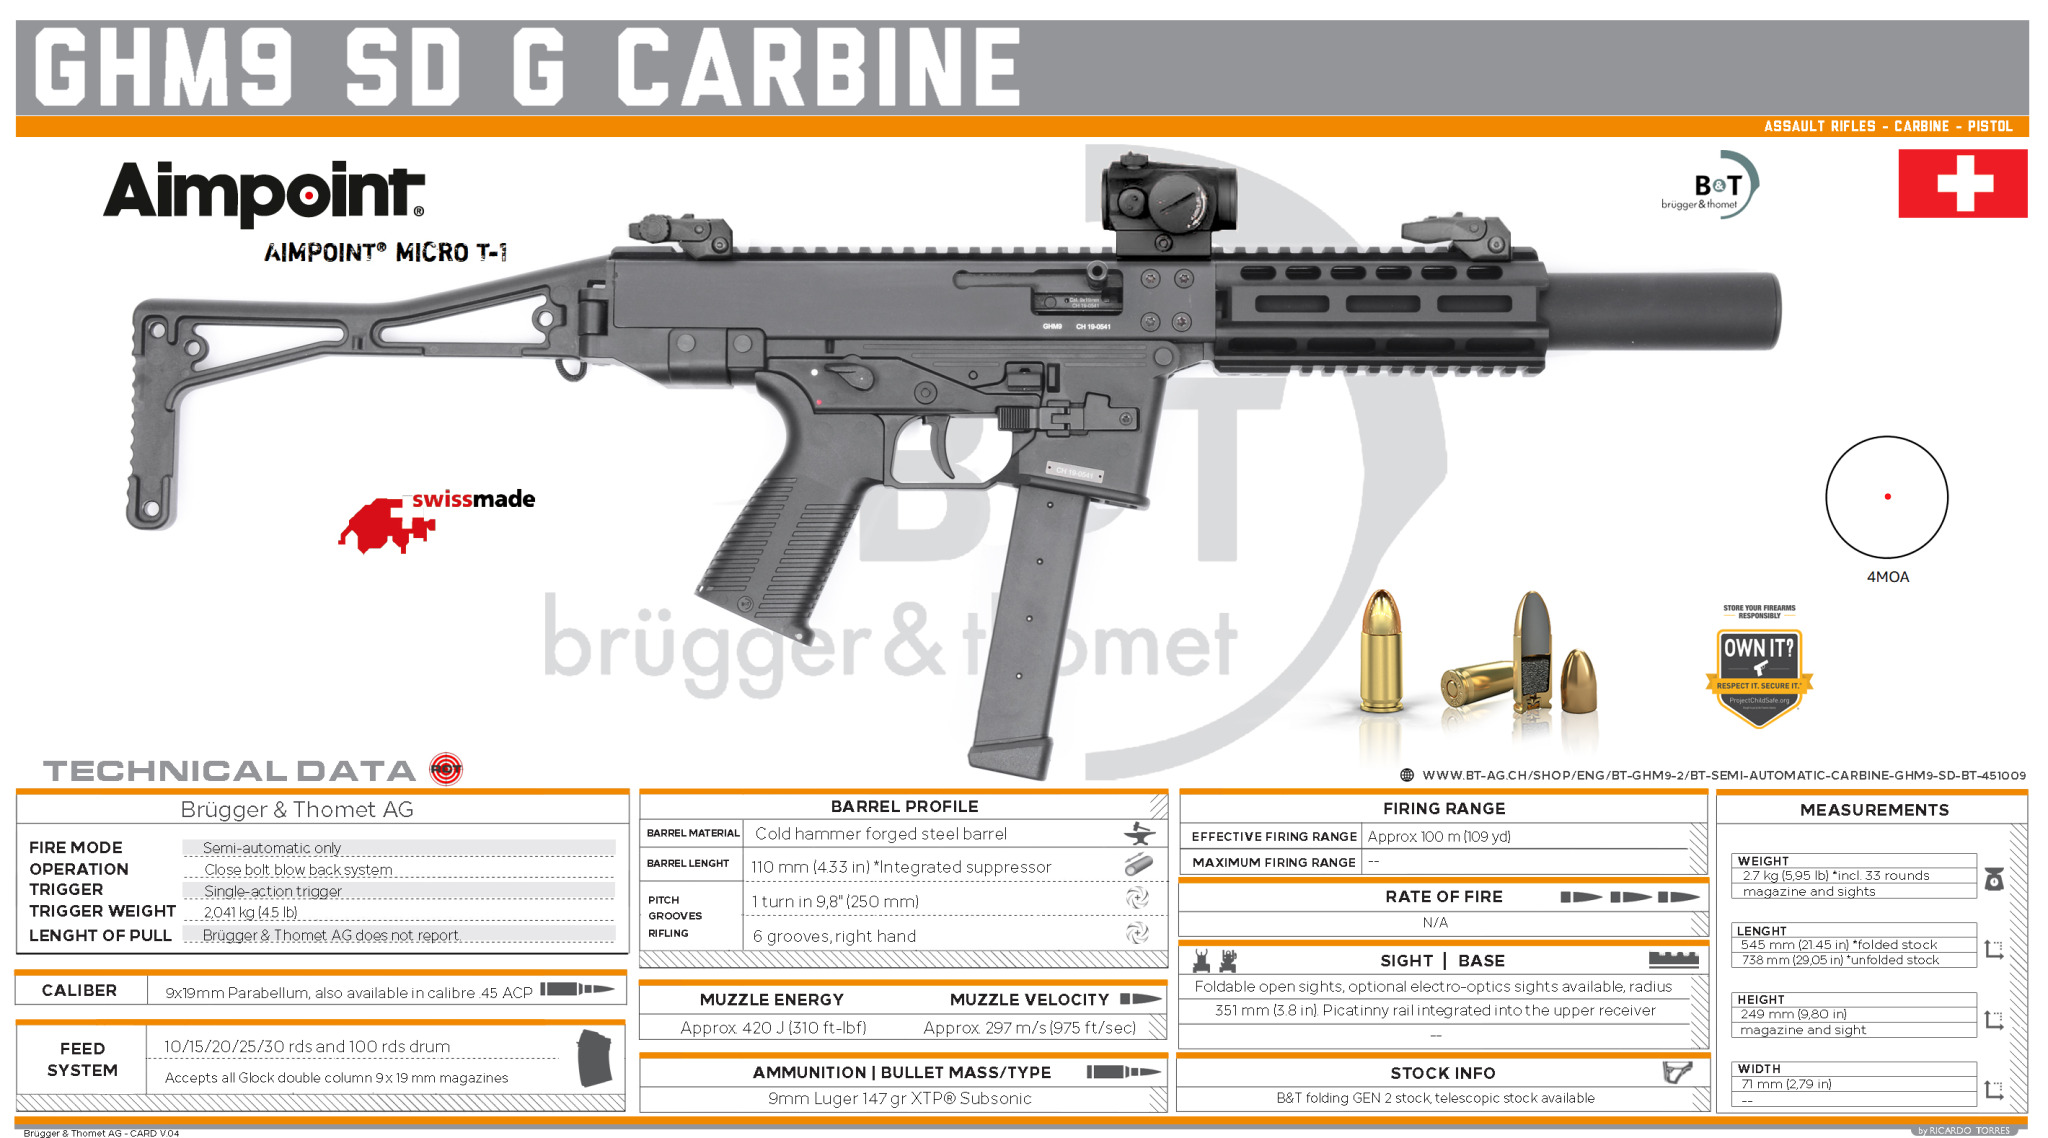 GHM9 SD G CARBINE
ASSAULT RIFLES - CARBINE - PISTOL
Aimpoint®
AIMPOINT® MICRO T-1
B&T
brügger & thomet
GHM9 CH 19-0541
CH 19-0541
swissmade
B&T
brügger & thomet
4MOA
STORE YOUR FIREARMS
RESPONSIBLY
OWN IT?
RESPECT IT. SECURE IT.
ProjectChildSafe.org
TECHNICAL DATA
WWW.BT-AG.CH/SHOP/ENG/BT-GHM9-2/BT-SEMI-AUTOMATIC-CARBINE-GHM9-SD-BT-451009
Brügger & Thomet AG
FIRE MODE Semi-automatic only
OPERATION Close bolt blow back system
TRIGGER Single-action trigger
TRIGGER WEIGHT 2,041 kg (4.5 lb)
LENGHT OF PULL Brügger & Thomet AG does not report.
CALIBER 9x19mm Parabellum, also available in calibre .45 ACP
FEED
SYSTEM
10/15/20/25/30 rds and 100 rds drum
Accepts all Glock double column 9 x 19 mm magazines
BARREL PROFILE
BARREL MATERIAL Cold hammer forged steel barrel
BARREL LENGHT 110 mm (4.33 in) *Integrated suppressor
PITCH
GROOVES
RIFLING
1 turn in 9,8" (250 mm)
6 grooves, right hand
MUZZLE ENERGY MUZZLE VELOCITY
Approx. 420 J (310 ft-lbf) Approx. 297 m/s (975 ft/sec)
AMMUNITION | BULLET MASS/TYPE
9mm Luger 147 gr XTP® Subsonic
FIRING RANGE
EFFECTIVE FIRING RANGE Approx 100 m (109 yd)
MAXIMUM FIRING RANGE --
RATE OF FIRE
N/A
SIGHT | BASE
Foldable open sights, optional electro-optics sights available, radius
351 mm (3.8 in). Picatinny rail integrated into the upper receiver
--
STOCK INFO
B&T folding GEN 2 stock, telescopic stock available
MEASUREMENTS
WEIGHT
2.7 kg (5,95 lb) *incl. 33 rounds
magazine and sights
LENGHT
545 mm (21.45 in) *folded stock
738 mm (29,05 in) *unfolded stock
HEIGHT
249 mm (9,80 in)
magazine and sight
WIDTH
71 mm (2,79 in)
--
Brugger & Thomet AG - CARD V.04
by RICARDO TORRES